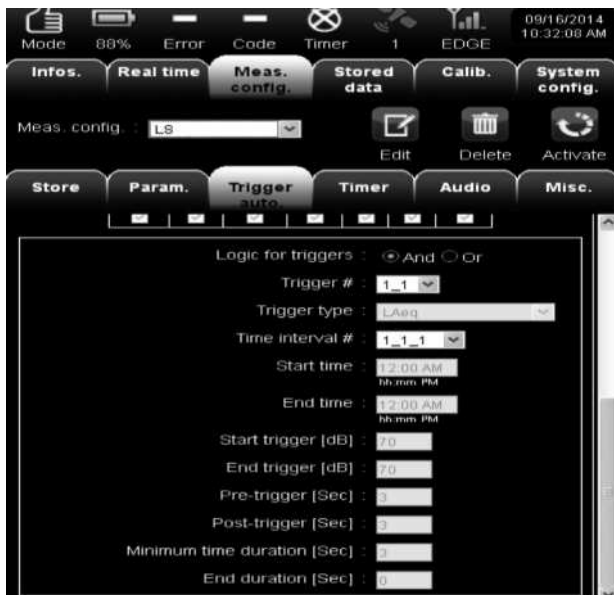 09/16/2014
10:32:08 AM
Mode 88% Error Code Timer 1 EDGE
Infos. Real time Meas. config. Stored data Calib. System config.
Meas. config. : LS
Edit Delete Activate
Store Param. Trigger auto. Timer Audio Misc.
Logic for triggers : And Or
Trigger # : 1_1
Trigger type : LAeq
Time interval # : 1_1_1
Start time : 12:00 AM
hh:mm PM
End time : 12:00 AM
hh:mm PM
Start trigger [dB] : 70
End trigger [dB] : 70
Pre-trigger [Sec] : 3
Post-trigger [Sec] : 3
Minimum time duration [Sec] : 3
End duration [Sec] : 0